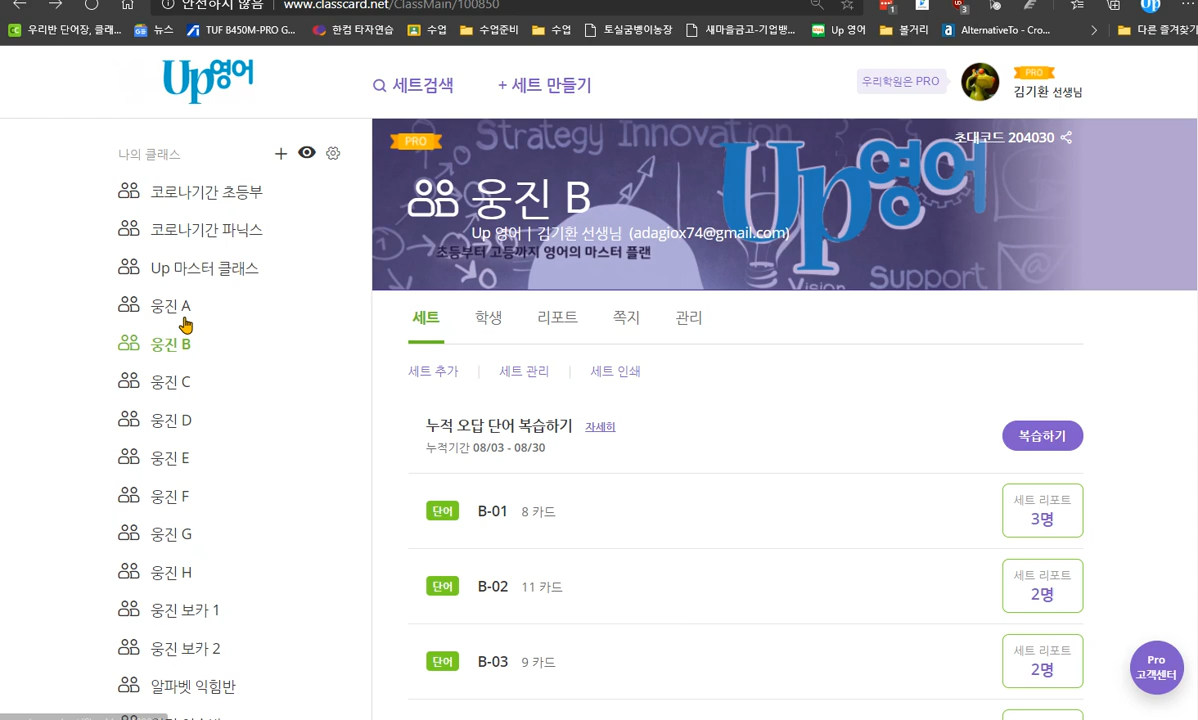 안전하지 않음 | www.classcard.net/ClassMain/100850
우리반 단어장, 클래... 뉴스 TUF B450M-PRO G... 한컴 타자연습 수업 수업준비 수업 토실굼벵이농장 새마을금고-기업뱅... Up 영어 볼거리 AlternativeTo - Cro... 다른 즐겨찾기
Up영어
세트검색 + 세트 만들기
우리학원은 PRO
PRO
김기환 선생님
나의 클래스
코로나기간 초등부
코로나기간 파닉스
Up 마스터 클래스
웅진 A
웅진 B
웅진 C
웅진 D
웅진 E
웅진 F
웅진 G
웅진 H
웅진 보카 1
웅진 보카 2
알파벳 익힘반
PRO
Strategy Innovation
초대코드 204030
웅진 B
Up영어
Up 영어 | 김기환 선생님 (adagiox74@gmail.com)
초등부터 고등까지 영어의 마스터 플랜
Vision Support
세트 학생 리포트 쪽지 관리
세트 추가 | 세트 관리 | 세트 인쇄
누적 오답 단어 복습하기 자세히
누적기간 08/03 - 08/30
복습하기
단어 B-01 8 카드
세트 리포트
3명
단어 B-02 11 카드
세트 리포트
2명
단어 B-03 9 카드
세트 리포트
2명
Pro
고객센터